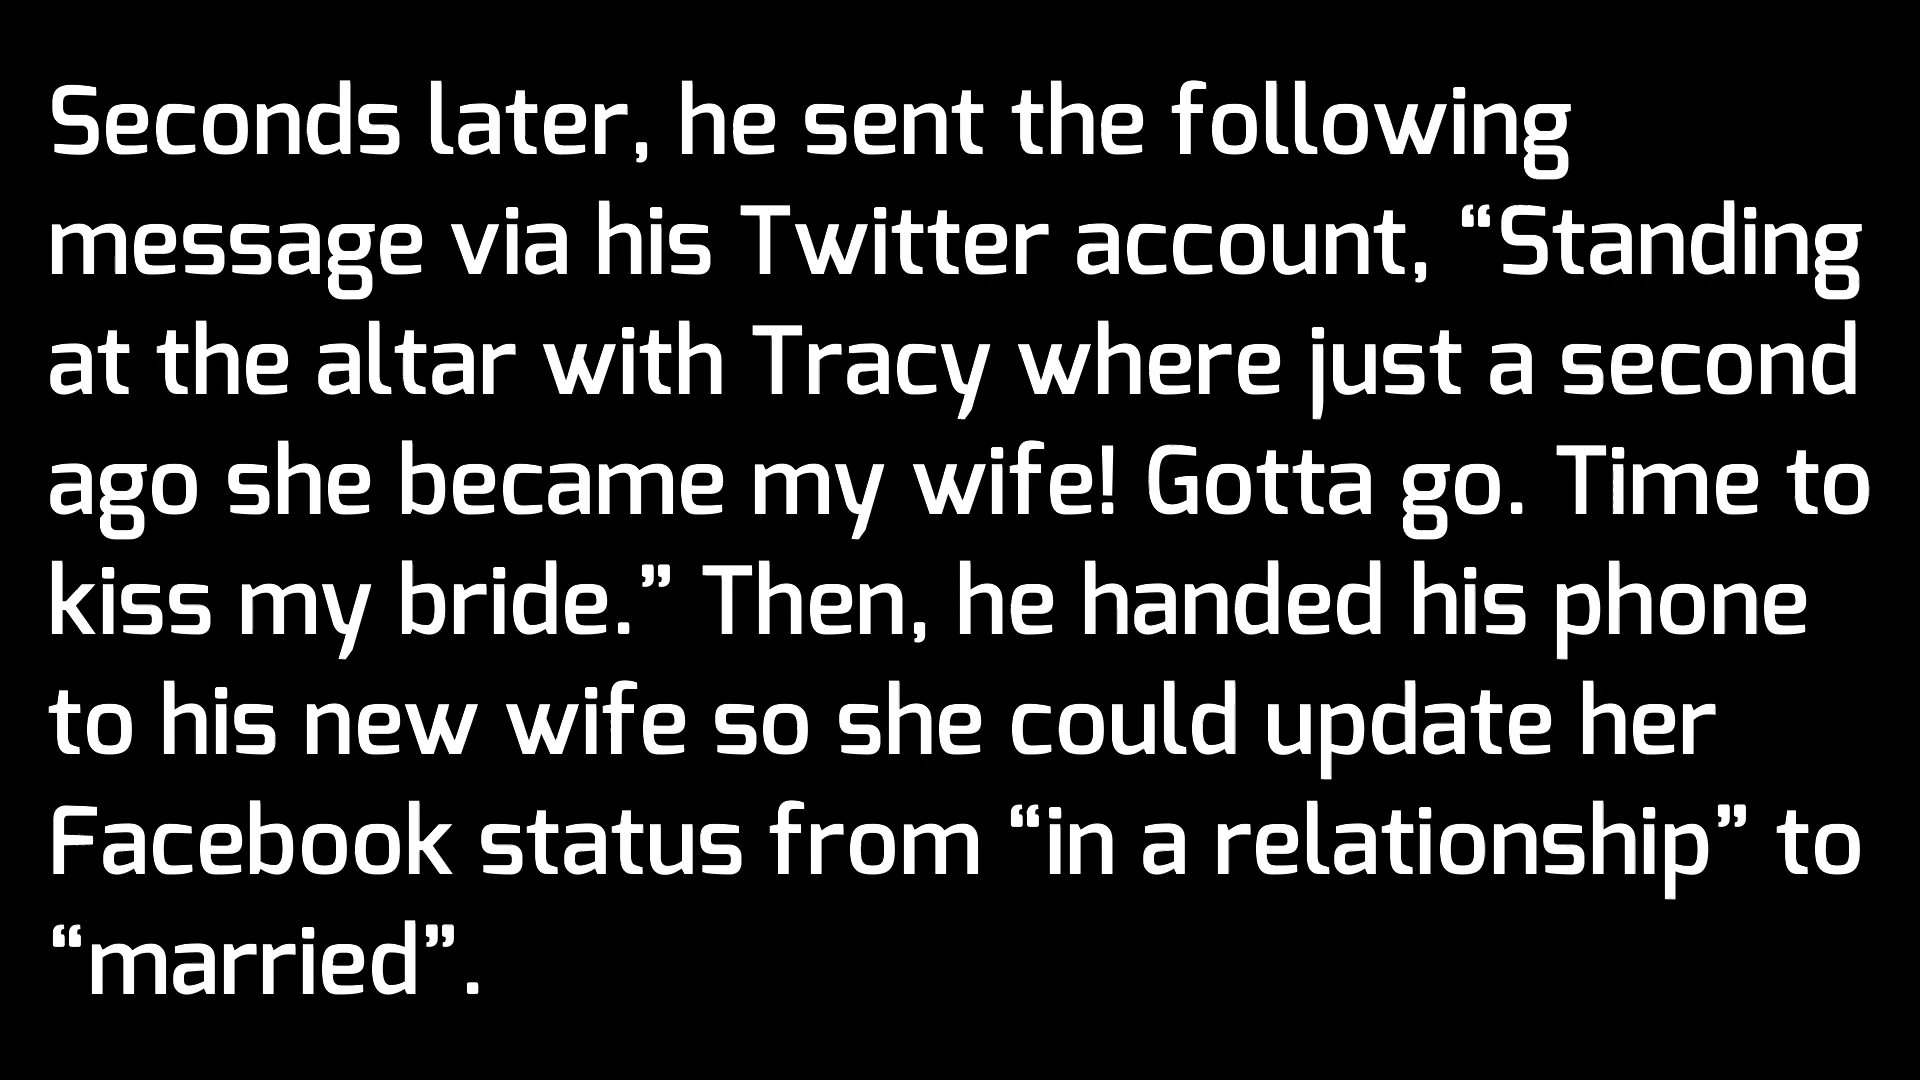 Seconds later, he sent the following
message via his Twitter account, “Standing
at the altar with Tracy where just a second
ago she became my wife! Gotta go. Time to
kiss my bride.” Then, he handed his phone
to his new wife so she could update her
Facebook status from “in a relationship” to
“married”.